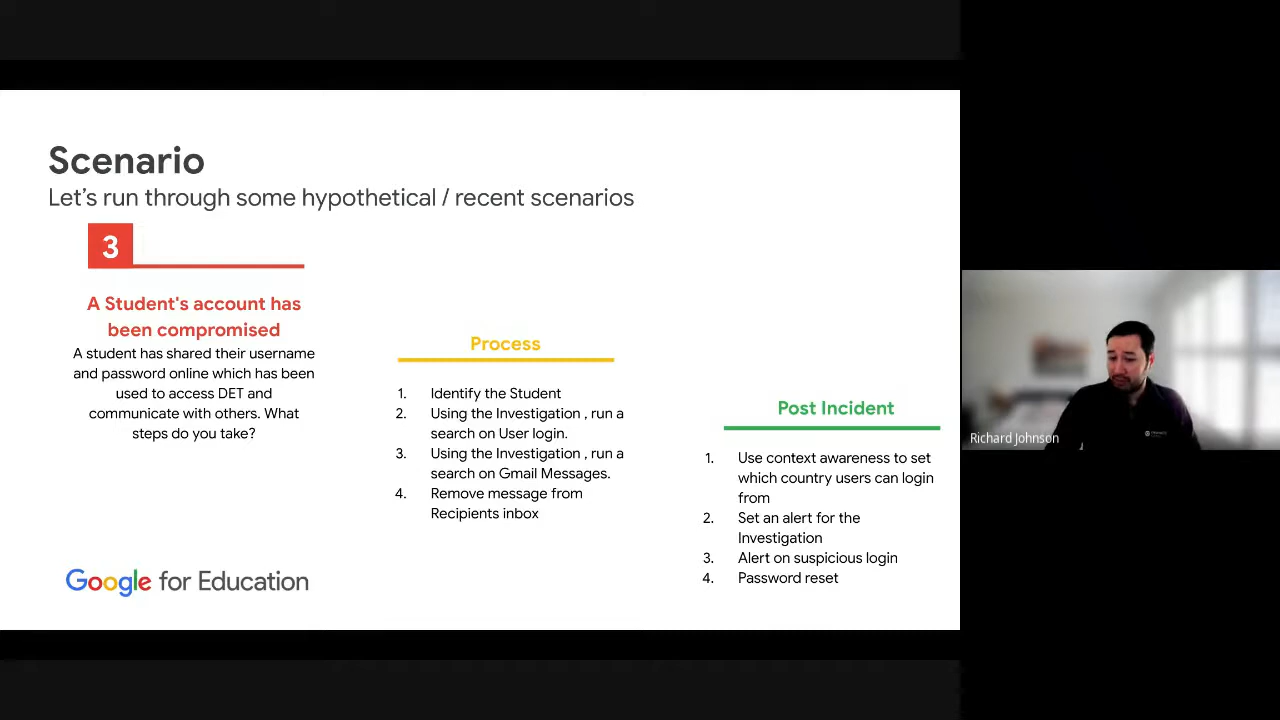 Scenario
Let's run through some hypothetical / recent scenarios
3
A Student's account has
been compromised
A student has shared their username
and password online which has been
used to access DET and
communicate with others. What
steps do you take?
Process
1. Identify the Student
2. Using the Investigation , run a
search on User login.
3. Using the Investigation , run a
search on Gmail Messages.
4. Remove message from
Recipients inbox
Post Incident
1. Use context awareness to set
which country users can login
from
2. Set an alert for the
Investigation
3. Alert on suspicious login
4. Password reset
Google for Education
Richard Johnson